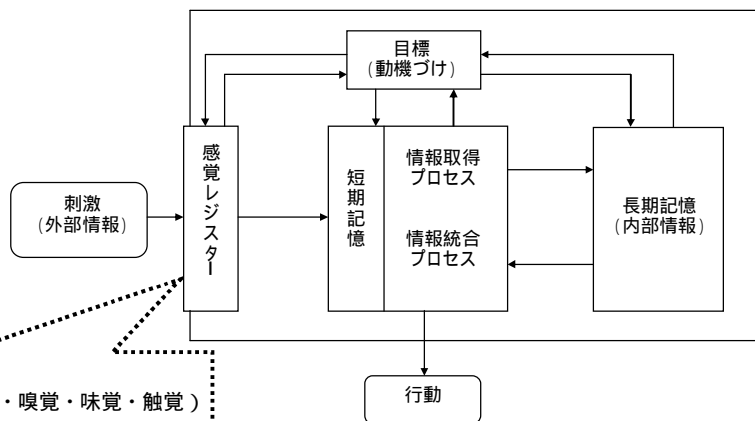 目標
(動機づけ)
感覚レジスター
短期記憶
情報取得
プロセス
情報統合
プロセス
長期記憶
(内部情報)
刺激
(外部情報)
行動
・嗅覚・味覚・触覚)